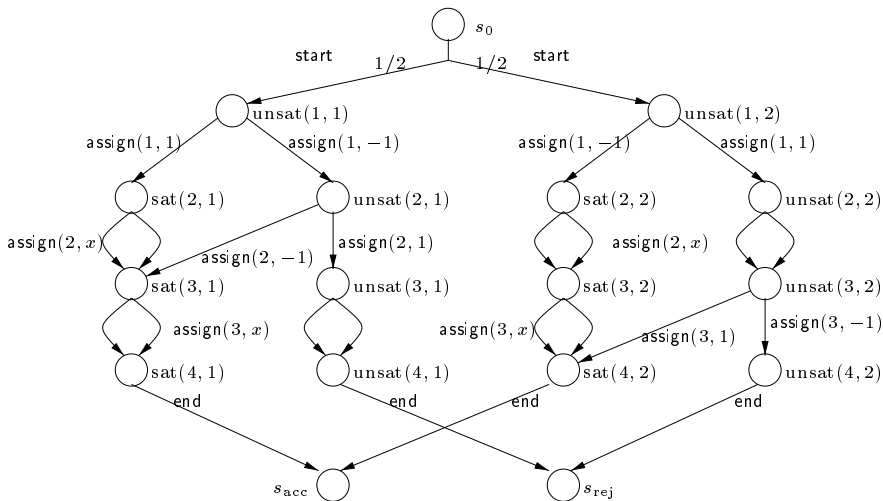 s₀
start 1/2 1/2 start
unsat(1, 1) unsat(1, 2)
assign(1, 1) assign(1, −1) assign(1, −1) assign(1, 1)
sat(2, 1) unsat(2, 1) sat(2, 2) unsat(2, 2)
assign(2, x) assign(2, −1) assign(2, 1) assign(2, x)
sat(3, 1) unsat(3, 1) sat(3, 2) unsat(3, 2)
assign(3, x) assign(3, x) assign(3, 1) assign(3, −1)
sat(4, 1) unsat(4, 1) sat(4, 2) unsat(4, 2)
end end end end
s_acc s_rej